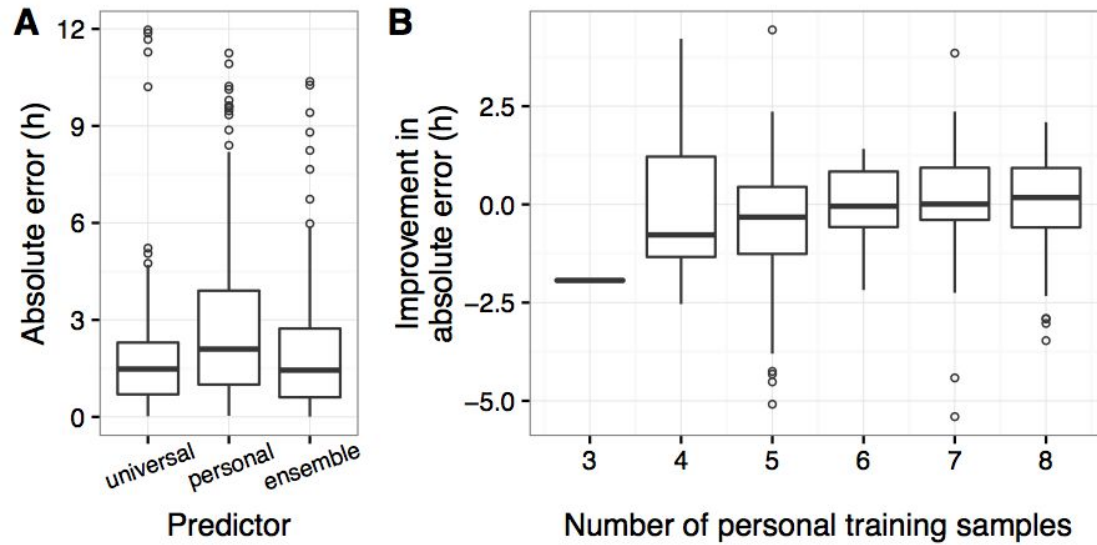 A
Absolute error (h)
12
9
6
3
0
universal
personal
ensemble
Predictor
B
Improvement in
absolute error (h)
2.5
0.0
−2.5
−5.0
3
4
5
6
7
8
Number of personal training samples